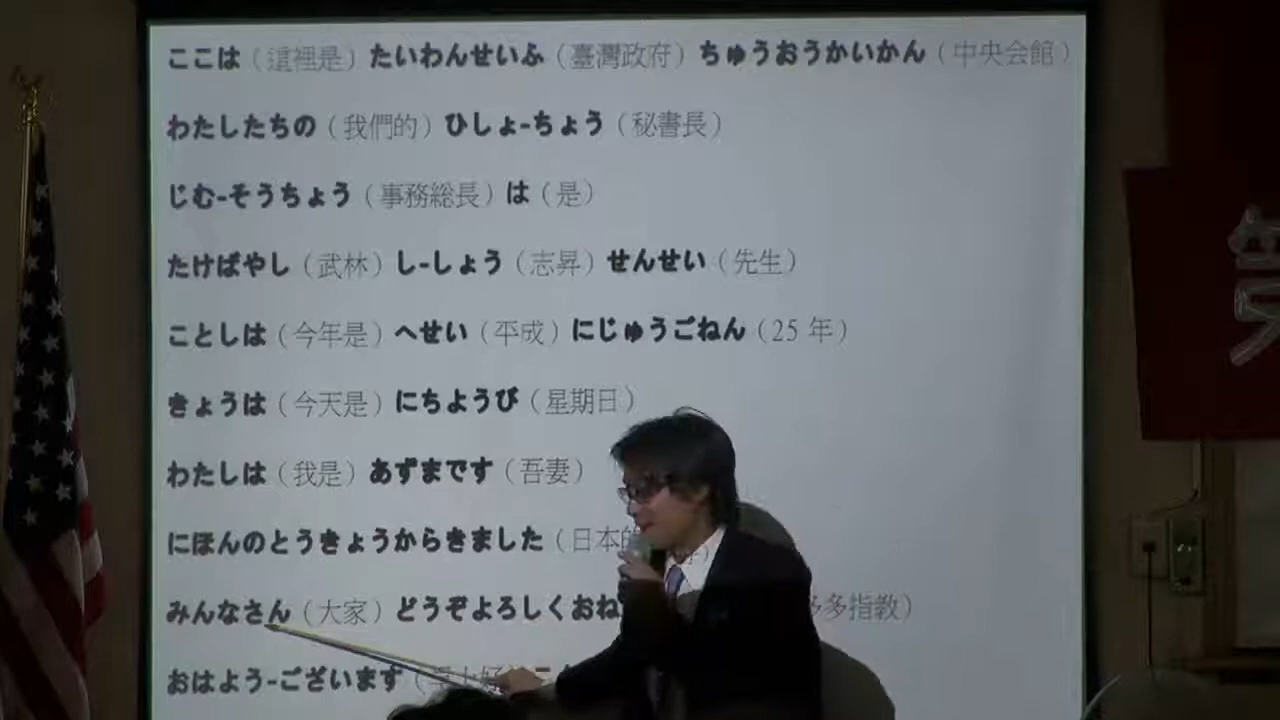 ここは（這裡是）たいわんせいふ（臺灣政府）ちゅうおうかいかん（中央会館）
わたしたちの（我們的）ひしょ-ちょう（秘書長）
じむ-そうちょう（事務総長）は（是）
たけばやし（武林）し-しょう（志昇）せんせい（先生）
ことしは（今年是）へせい（平成）にじゅうごねん（25 年）
きょうは（今天是）にちようび（星期日）
わたしは（我是）あずまです（吾妻）
にほんのとうきょうからきました（日本
みんなさん（大家）どうぞよろしくおね 多多指教）
おはよう-ございます